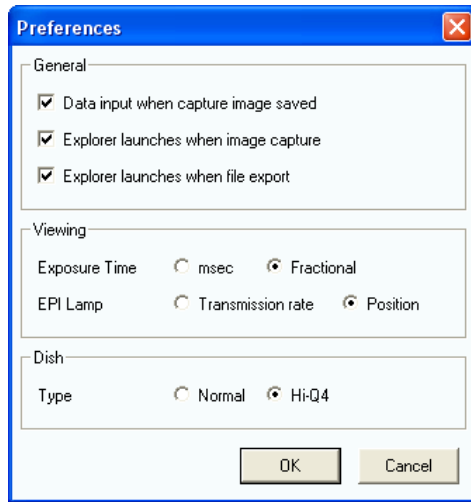 Preferences
General
Data input when capture image saved
Explorer launches when image capture
Explorer launches when file export
Viewing
Exposure Time msec Fractional
EPI Lamp Transmission rate Position
Dish
Type Normal Hi-Q4
OK Cancel